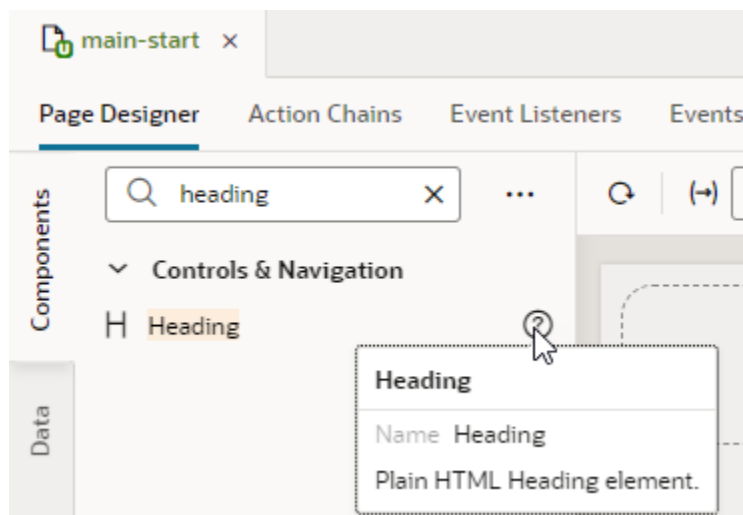 main-start ×
Page Designer Action Chains Event Listeners Events
Components
Data
heading
Controls & Navigation
H Heading
Heading
Name Heading
Plain HTML Heading element.